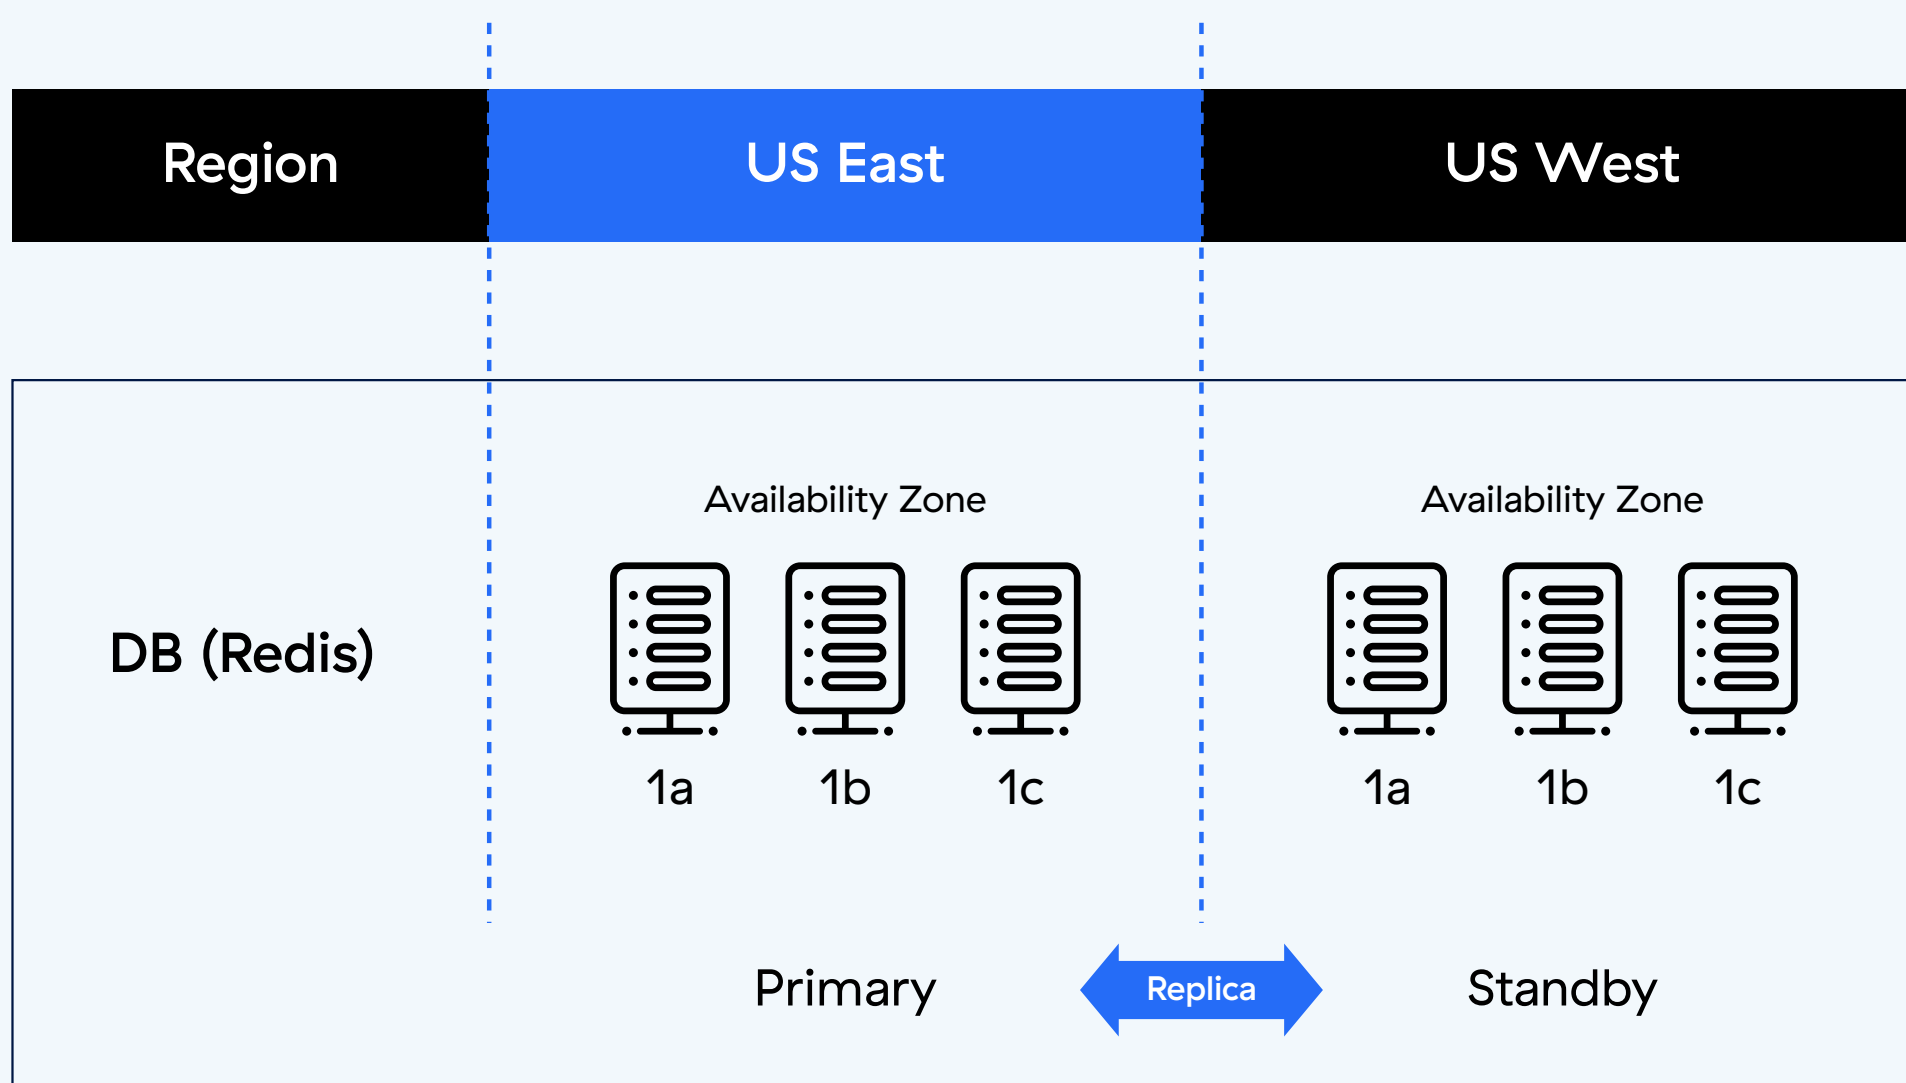 Region
US East
US West
Availability Zone
Availability Zone
DB (Redis)
1a
1b
1c
1a
1b
1c
Primary
Replica
Standby